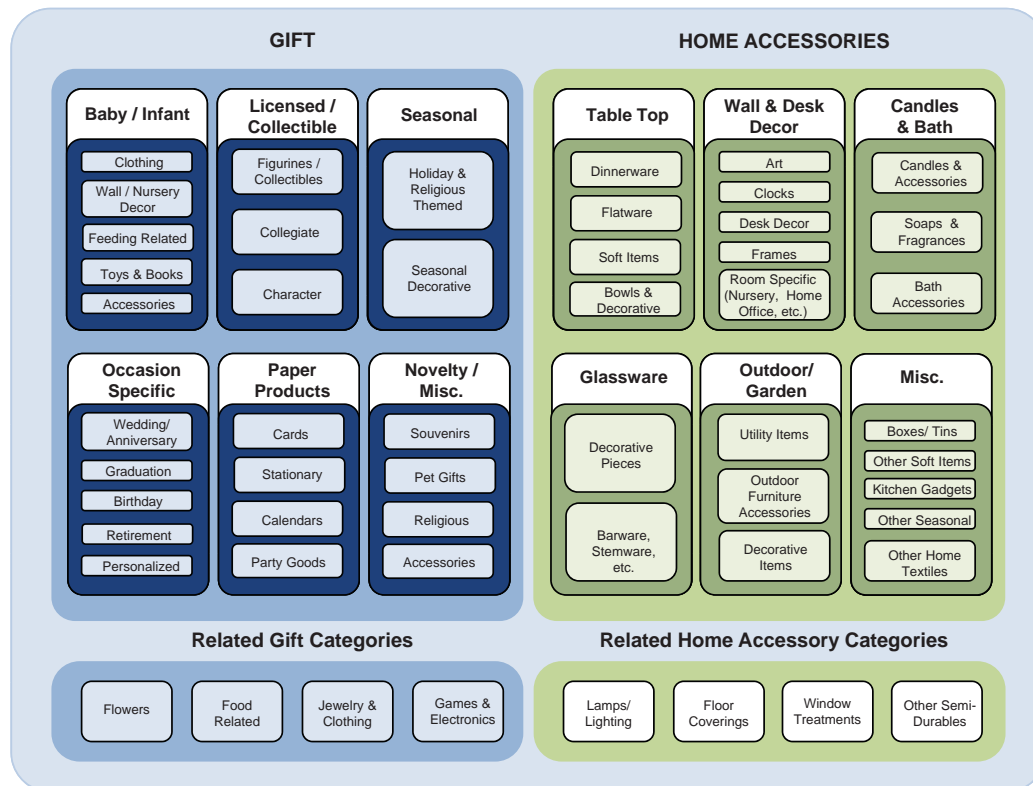 GIFT
Baby / Infant
Clothing
Wall / Nursery
Decor
Feeding Related
Toys & Books
Accessories
Licensed /
Collectible
Figurines /
Collectibles
Collegiate
Character
Seasonal
Holiday &
Religious
Themed
Seasonal
Decorative
Occasion
Specific
Wedding/
Anniversary
Graduation
Birthday
Retirement
Personalized
Paper
Products
Cards
Stationary
Calendars
Party Goods
Novelty /
Misc.
Souvenirs
Pet Gifts
Religious
Accessories
Related Gift Categories
Flowers
Food
Related
Jewelry &
Clothing
Games &
Electronics
HOME ACCESSORIES
Table Top
Dinnerware
Flatware
Soft Items
Bowls &
Decorative
Wall & Desk
Decor
Art
Clocks
Desk Decor
Frames
Room Specific
(Nursery, Home
Office, etc.)
Candles
& Bath
Candles &
Accessories
Soaps &
Fragrances
Bath
Accessories
Glassware
Decorative
Pieces
Barware,
Stemware,
etc.
Outdoor/
Garden
Utility Items
Outdoor
Furniture
Accessories
Decorative
Items
Misc.
Boxes/ Tins
Other Soft Items
Kitchen Gadgets
Other Seasonal
Other Home
Textiles
Related Home Accessory Categories
Lamps/
Lighting
Floor
Coverings
Window
Treatments
Other Semi-
Durables